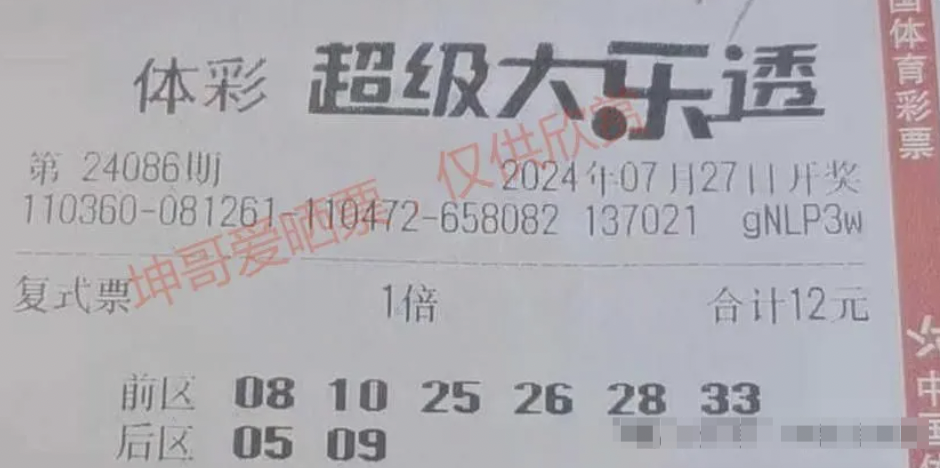 体彩 超级大乐透
第 24086期 2024年07月27日开奖
110360-081261-110472-658082 137021 gNLP3w
坤哥爱晒票，仅供欣赏
复式票 1倍 合计12元
前区 08 10 25 26 28 33
后区 05 09
国体育彩票
中国